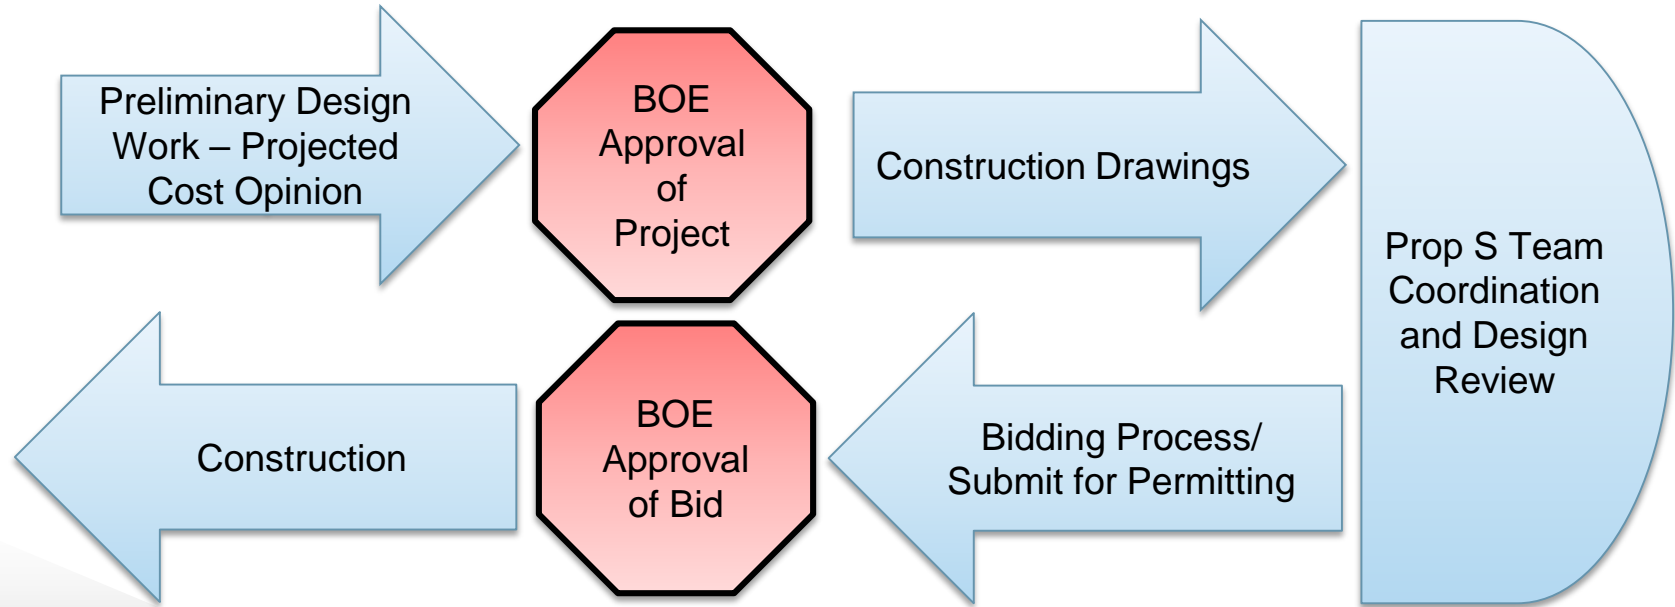 Preliminary Design
Work – Projected
Cost Opinion
BOE
Approval
of
Project
Construction Drawings
Prop S Team
Coordination
and Design
Review
Bidding Process/
Submit for Permitting
BOE
Approval
of Bid
Construction